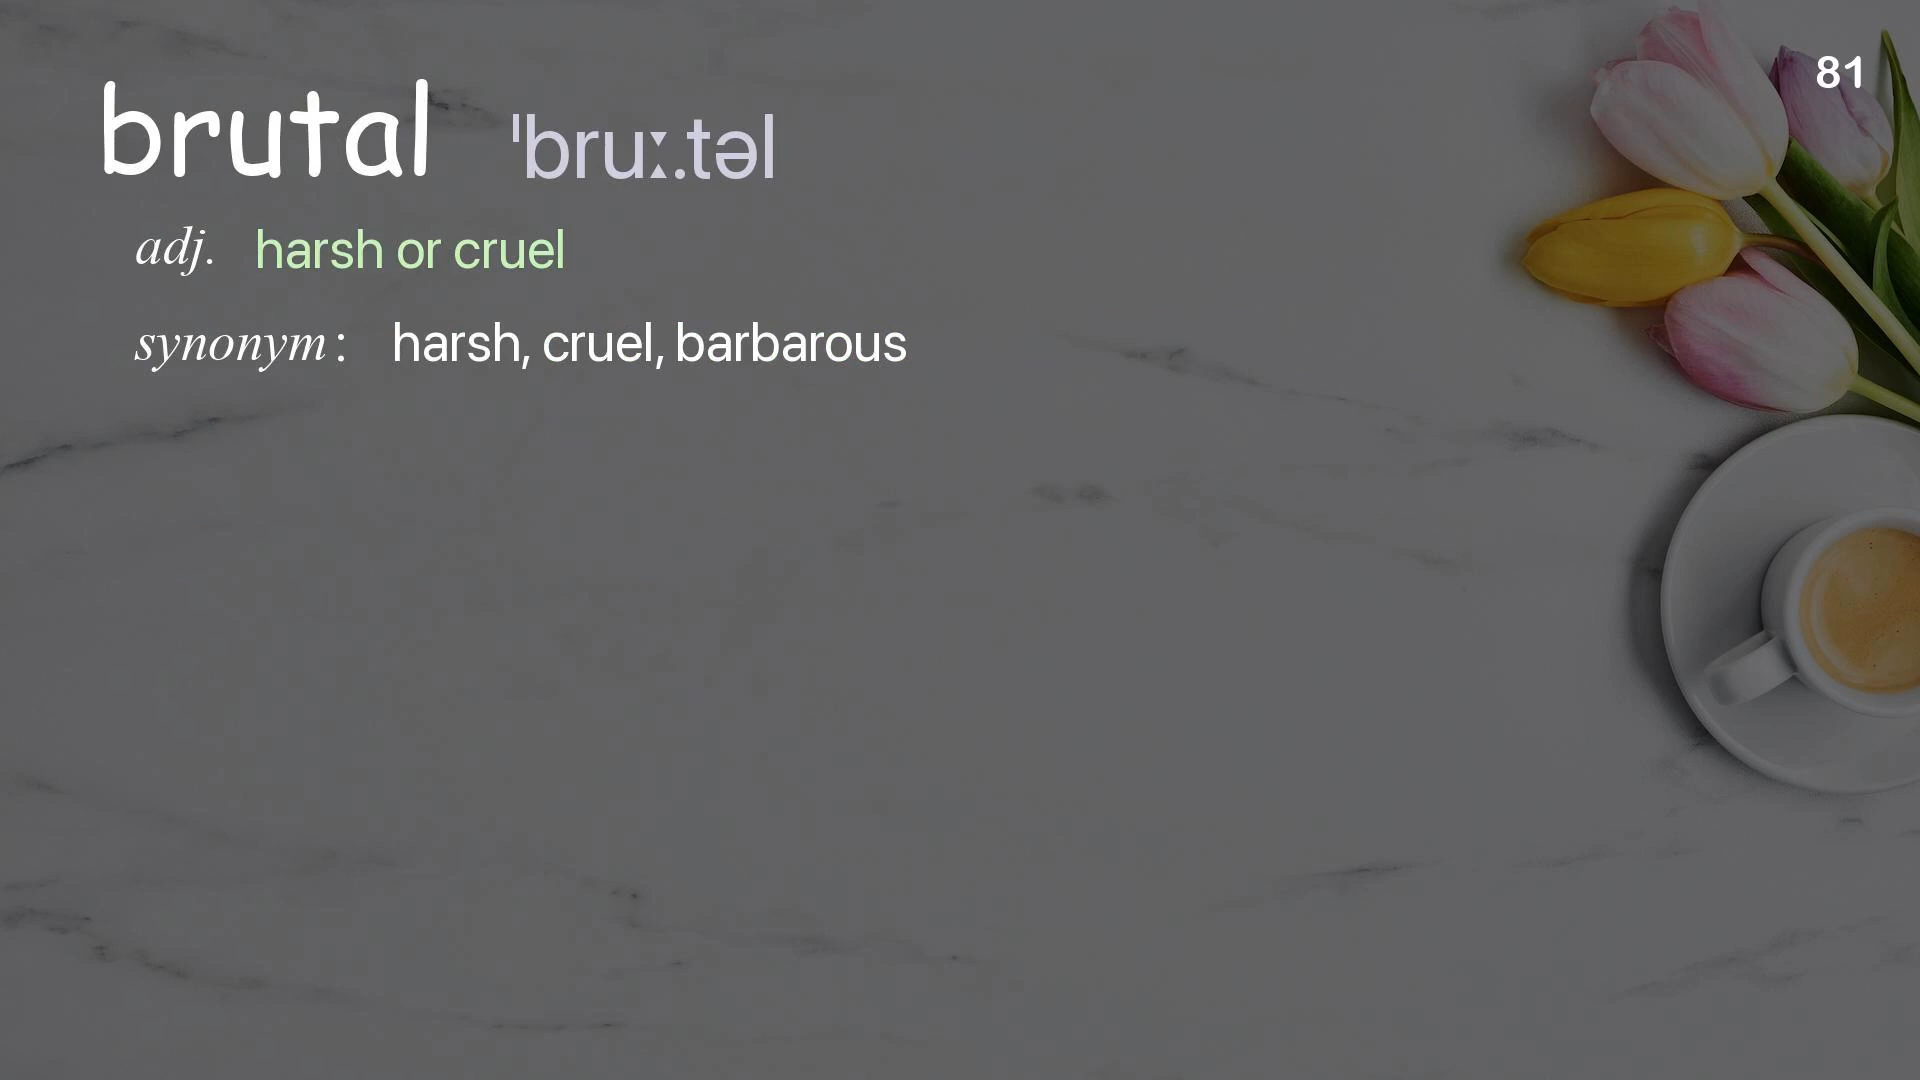 81
brutal ˈbruː.təl
adj. harsh or cruel
synonym: harsh, cruel, barbarous